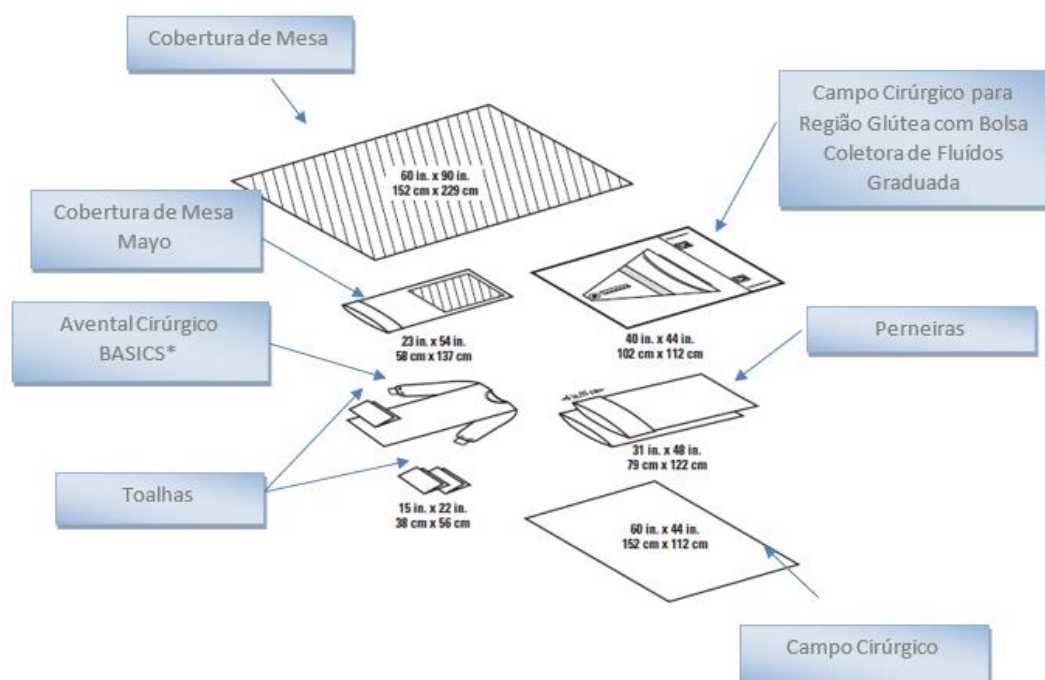 Cobertura de Mesa
Campo Cirúrgico para
Região Glútea com Bolsa
Coletora de Fluídos
Graduada
60 in. x 90 in.
152 cm x 229 cm
Cobertura de Mesa
Mayo
Avental Cirúrgico
BASICS*
23 in. x 54 in.
58 cm x 137 cm
40 in. x 44 in.
102 cm x 112 cm
Perneiras
31 in. x 48 in.
79 cm x 122 cm
Toalhas
15 in. x 22 in.
38 cm x 56 cm
60 in. x 44 in.
152 cm x 112 cm
Campo Cirúrgico